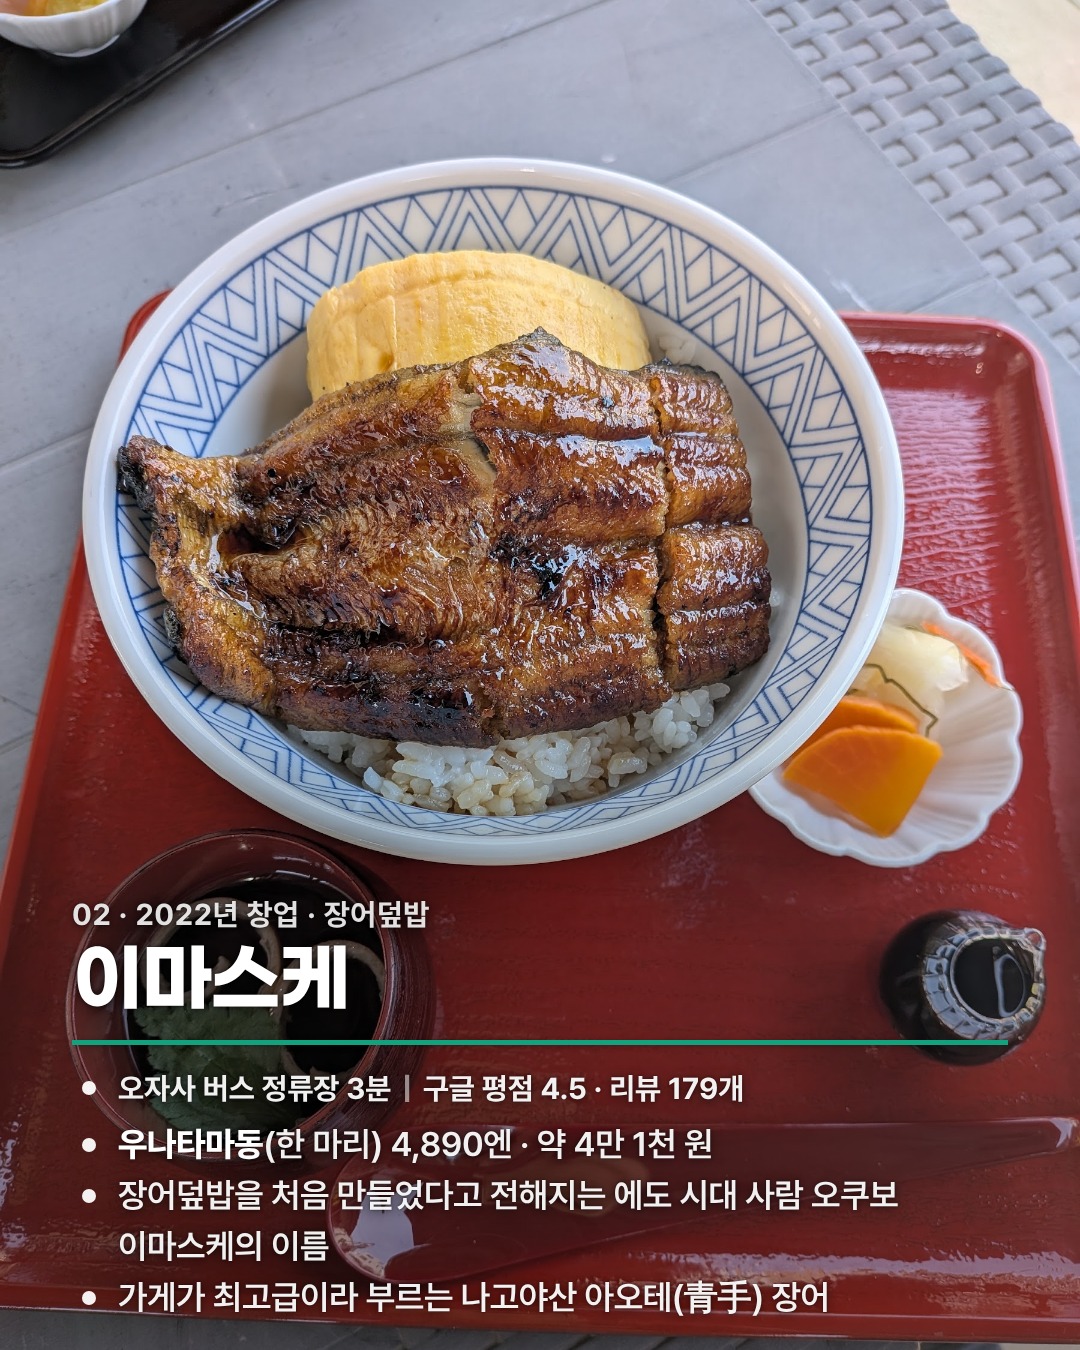 02 · 2022년 창업 · 장어덮밥
이마스케
• 오자사 버스 정류장 3분 | 구글 평점 4.5 · 리뷰 179개
• 우나타마동(한 마리) 4,890엔 · 약 4만 1천 원
• 장어덮밥을 처음 만들었다고 전해지는 에도 시대 사람 오쿠보
이마스케의 이름
• 가게가 최고급이라 부르는 나고야산 아오테(青手) 장어